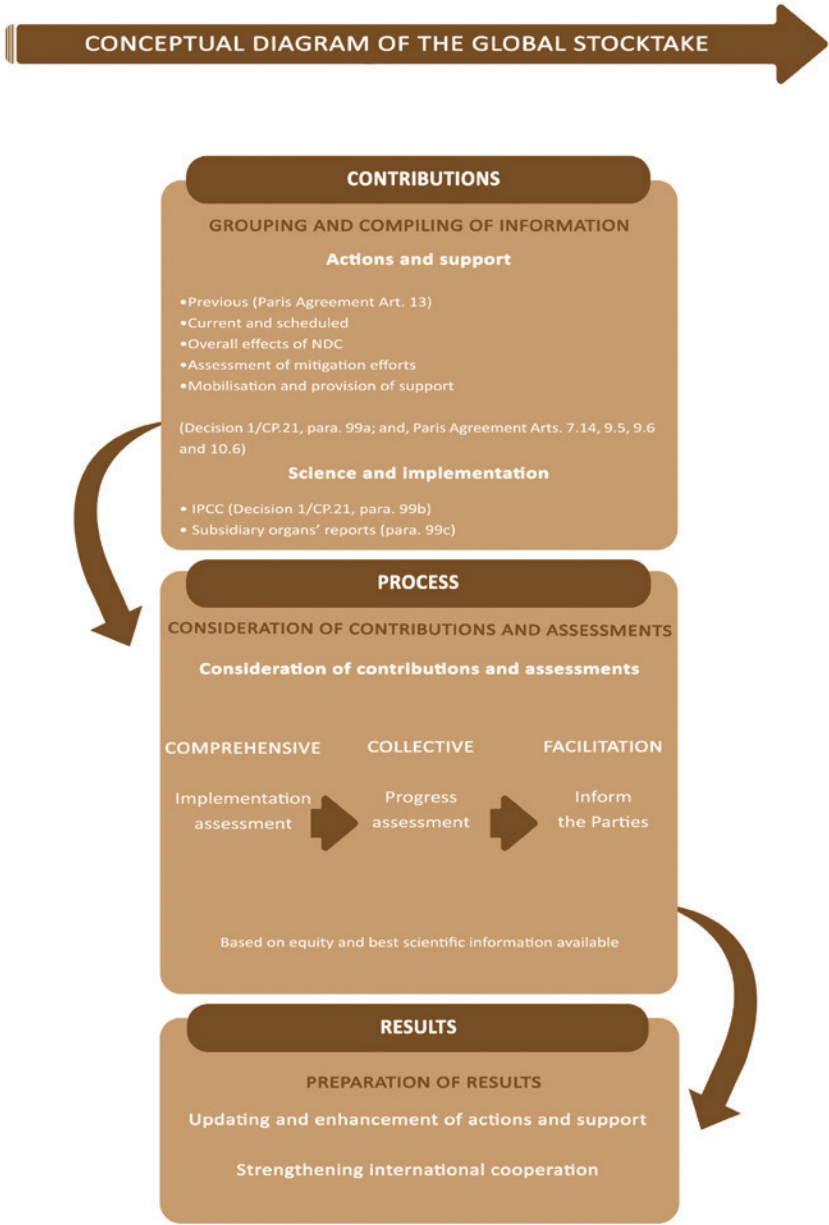 CONCEPTUAL DIAGRAM OF THE GLOBAL STOCKTAKE
CONTRIBUTIONS
GROUPING AND COMPILING OF INFORMATION
Actions and support
•Previous (Paris Agreement Art. 13)
•Current and scheduled
•Overall effects of NDC
•Assessment of mitigation efforts
•Mobilisation and provision of support
(Decision 1/CP.21, para. 99a; and, Paris Agreement Arts. 7.14, 9.5, 9.6
and 10.6)
Science and implementation
• IPCC (Decision 1/CP.21, para. 99b)
• Subsidiary organs’ reports (para. 99c)
PROCESS
CONSIDERATION OF CONTRIBUTIONS AND ASSESSMENTS
Consideration of contributions and assessments
COMPREHENSIVE
Implementation
assessment
COLLECTIVE
Progress
assessment
FACILITATION
Inform
the Parties
Based on equity and best scientific information available
RESULTS
PREPARATION OF RESULTS
Updating and enhancement of actions and support
Strengthening international cooperation